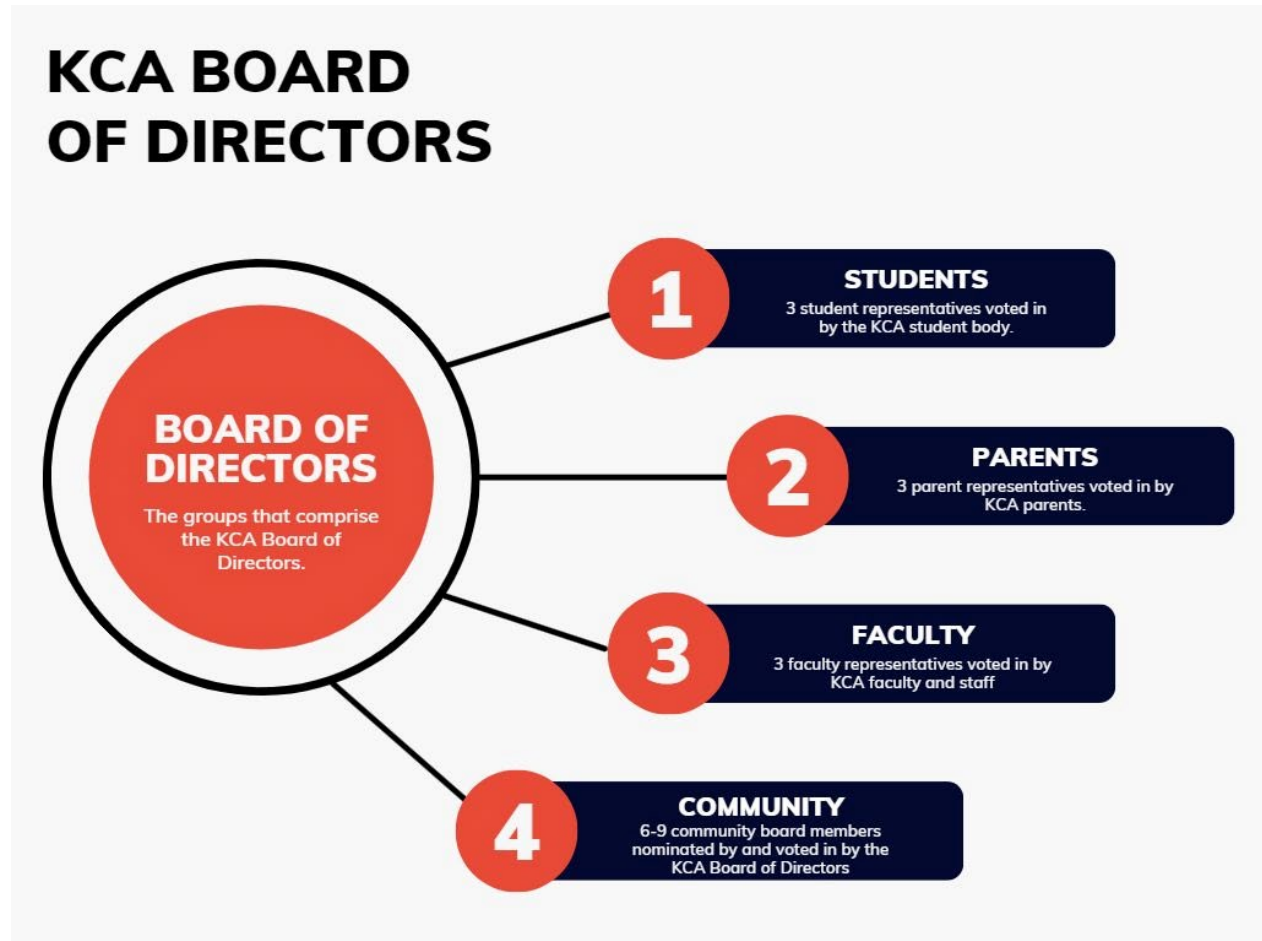 KCA BOARD
OF DIRECTORS
BOARD OF
DIRECTORS
The groups that comprise
the KCA Board of
Directors.
1
STUDENTS
3 student representatives voted in
by the KCA student body.
2
PARENTS
3 parent representatives voted in by
KCA parents.
3
FACULTY
3 faculty representatives voted in by
KCA faculty and staff
4
COMMUNITY
6-9 community board members
nominated by and voted in by the
KCA Board of Directors